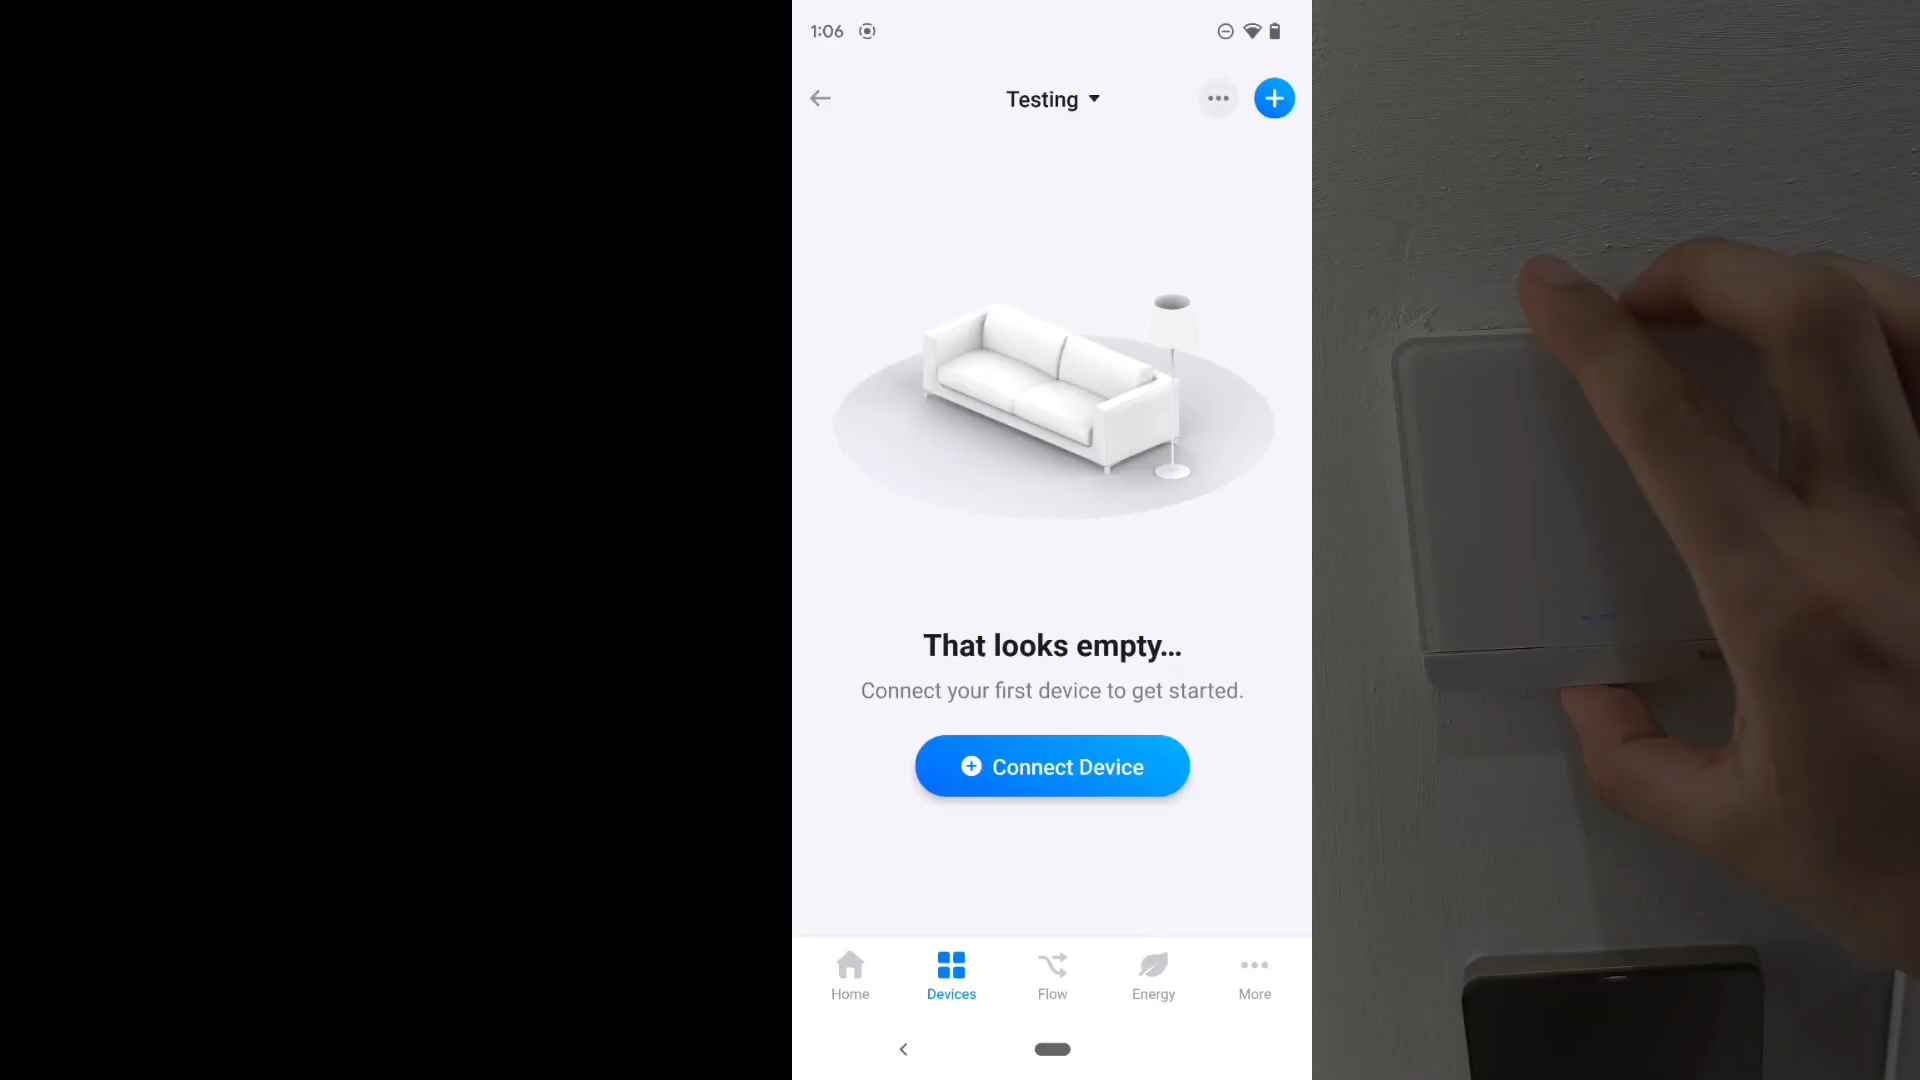 1:06
Testing
That looks empty...
Connect your first device to get started.
Connect Device
Home
Devices
Flow
Energy
More